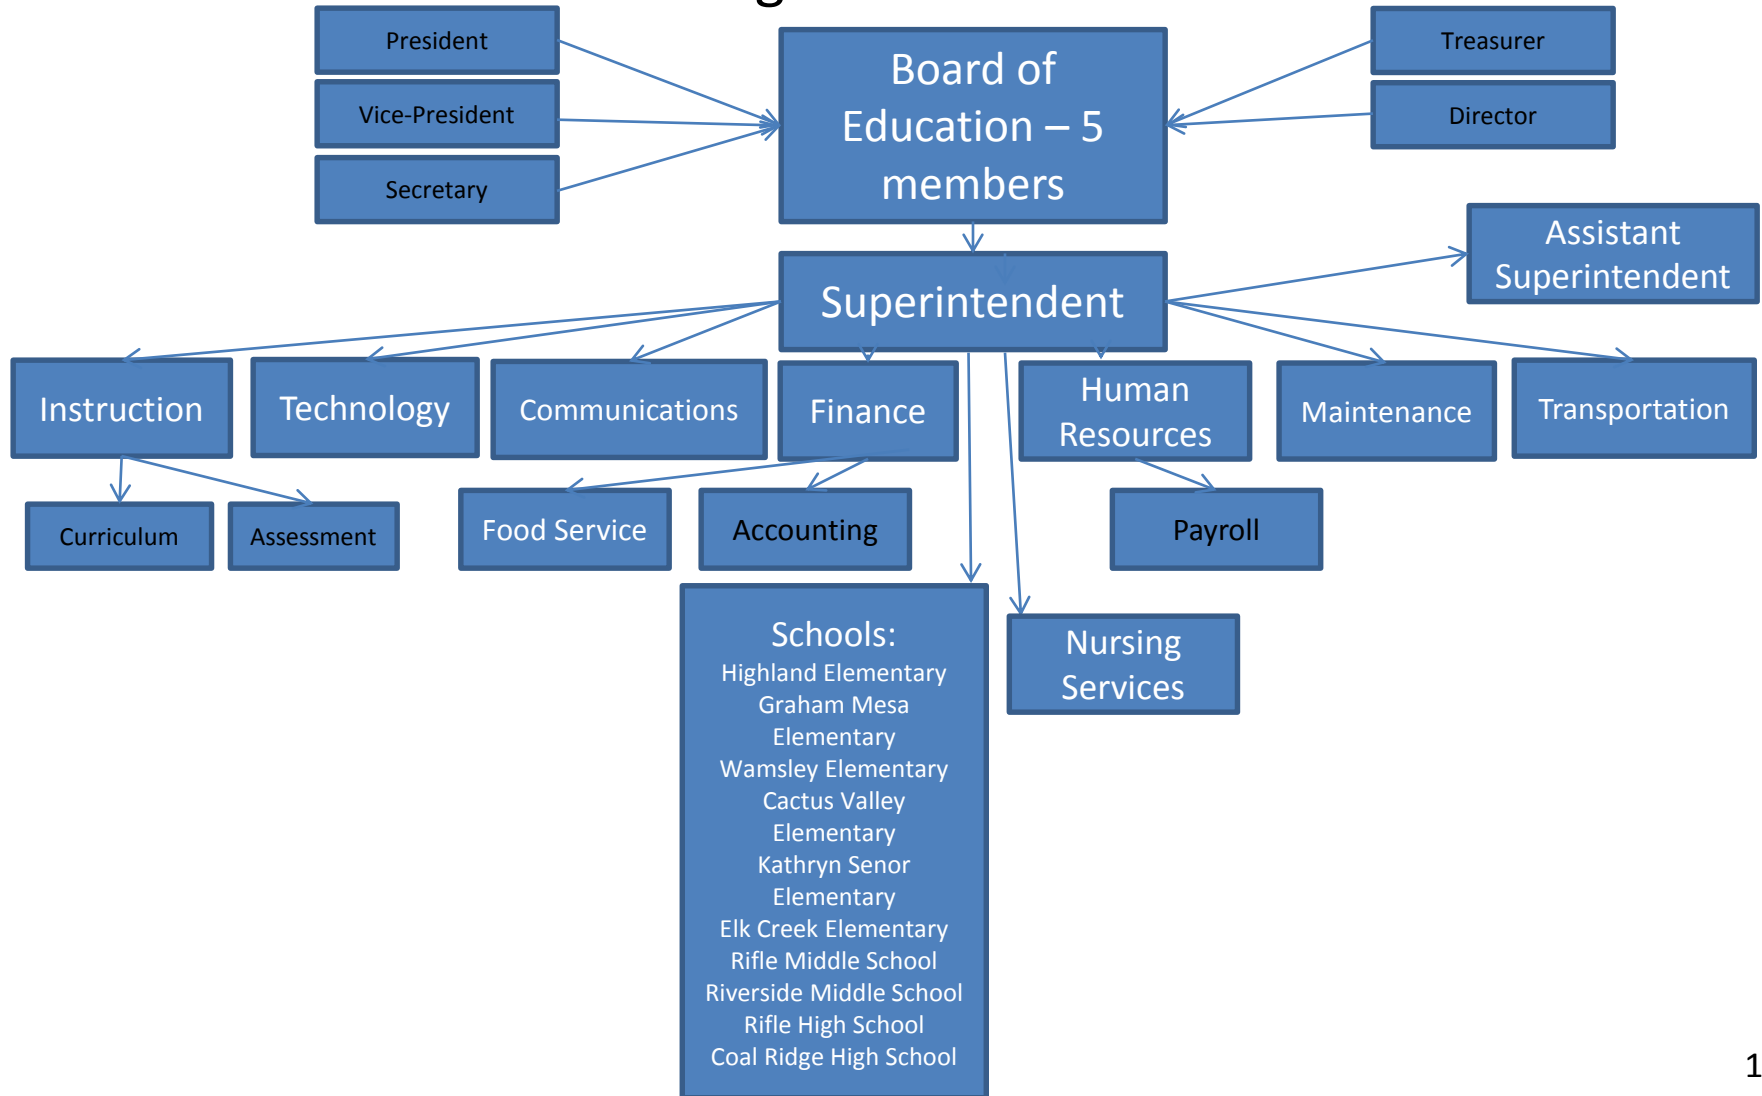 President
Vice-President
Secretary
Board of
Education – 5
members
Treasurer
Director
Assistant
Superintendent
Superintendent
Instruction
Technology
Communications
Finance
Human
Resources
Maintenance
Transportation
Curriculum
Assessment
Food Service
Accounting
Payroll
Schools:
Highland Elementary
Graham Mesa
Elementary
Wamsley Elementary
Cactus Valley
Elementary
Kathryn Senor
Elementary
Elk Creek Elementary
Rifle Middle School
Riverside Middle School
Rifle High School
Coal Ridge High School
Nursing
Services
1